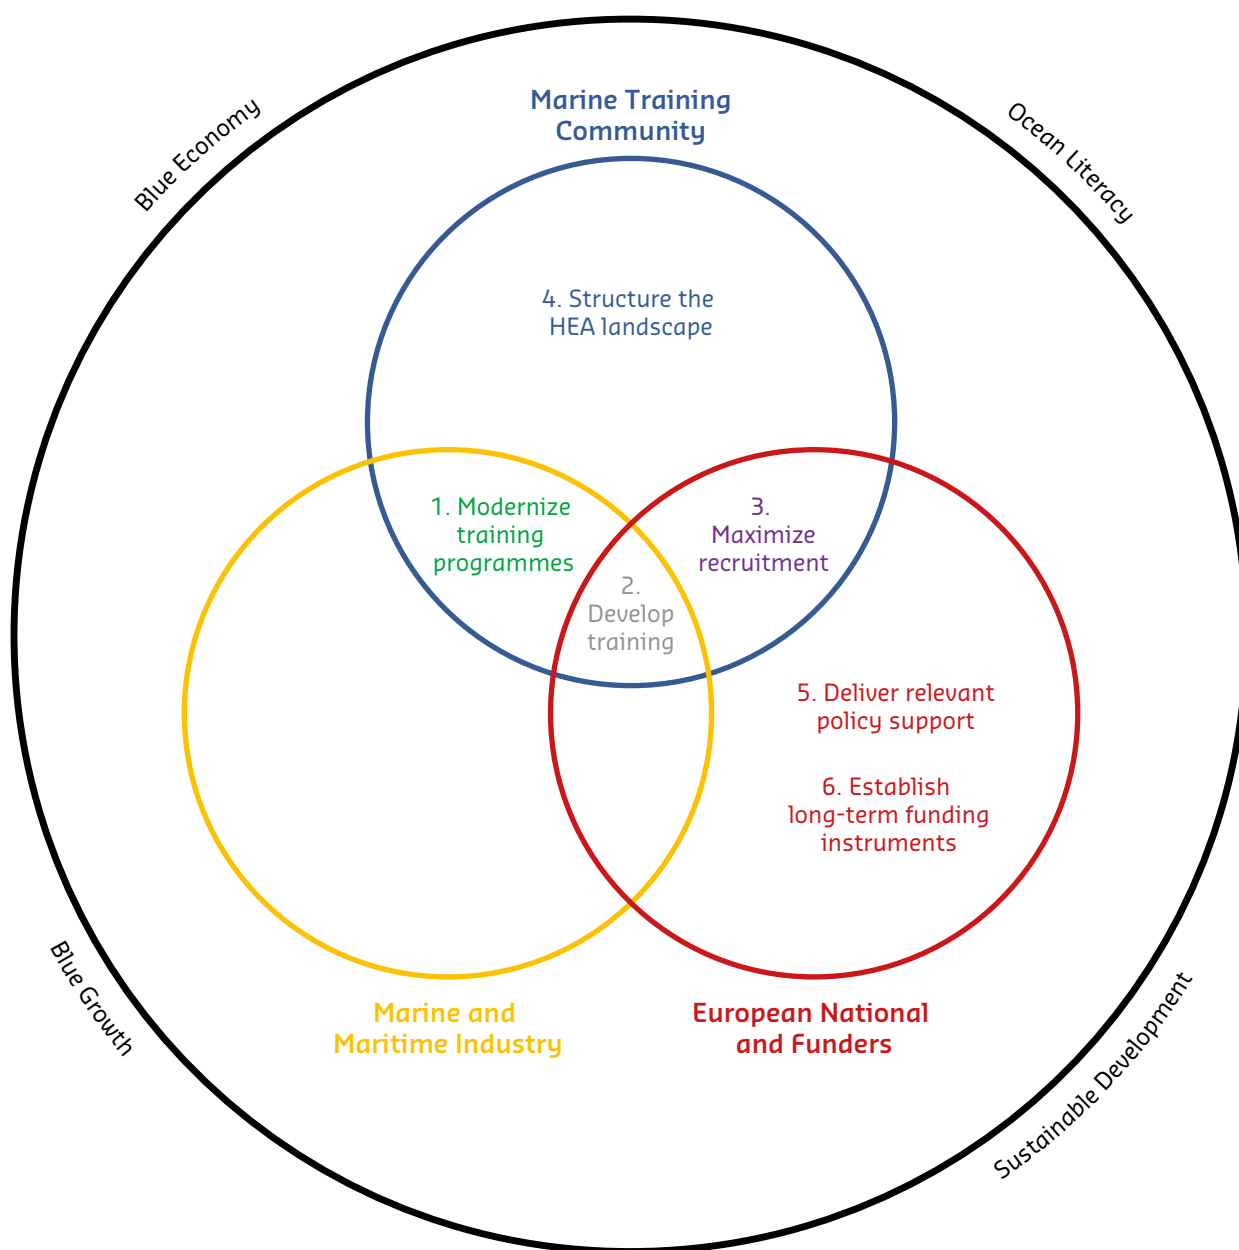 Blue Economy
Ocean Literacy
Marine Training
Community
4. Structure the
HEA landscape
1. Modernize
training
programmes
3.
Maximize
recruitment
2.
Develop
training
5. Deliver relevant
policy support
6. Establish
long-term funding
instruments
Marine and
Maritime Industry
European National
and Funders
Blue Growth
Sustainable Development